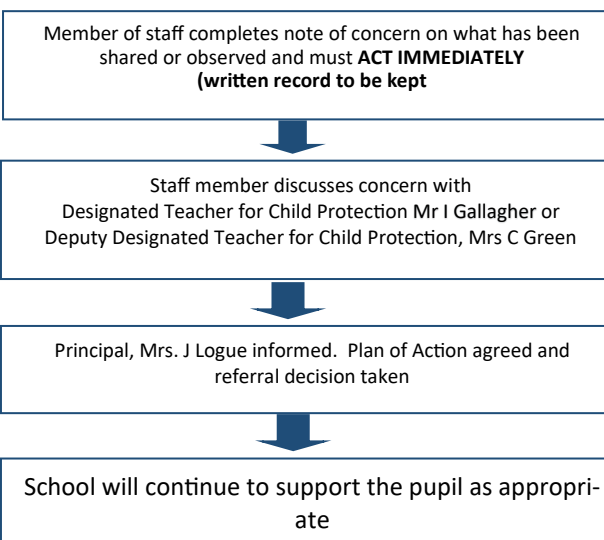 Member of staff completes note of concern on what has been
shared or observed and must ACT IMMEDIATELY
(written record to be kept
Staff member discusses concern with
Designated Teacher for Child Protection Mr I Gallagher or
Deputy Designated Teacher for Child Protection, Mrs C Green
Principal, Mrs. J Logue informed.  Plan of Action agreed and
referral decision taken
School will continue to support the pupil as appropri-
ate